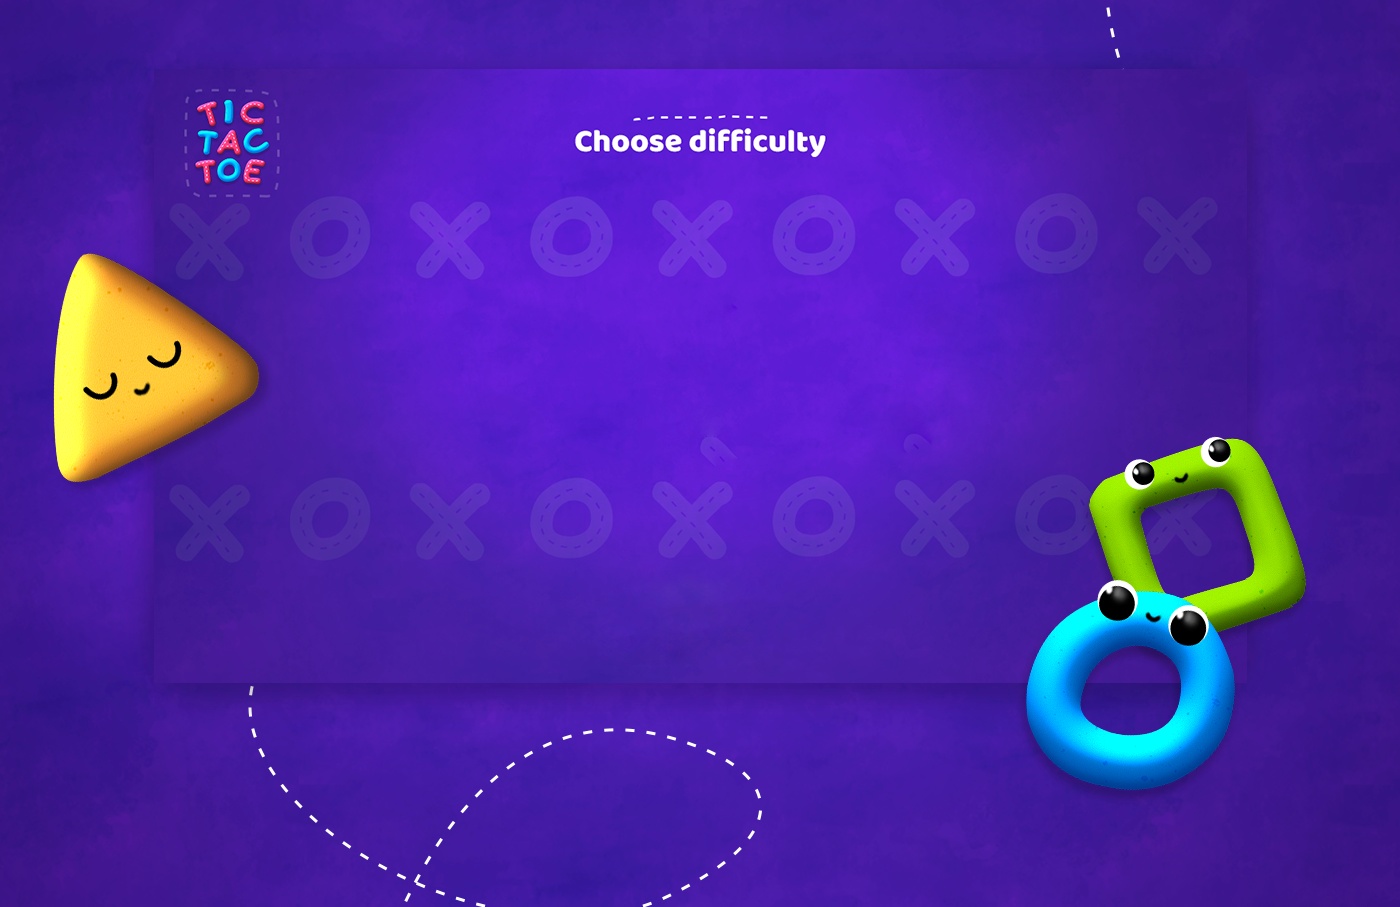 TIC
TAC
TOE
Choose difficulty
X O X O X O X O X
X O X O X O X O X